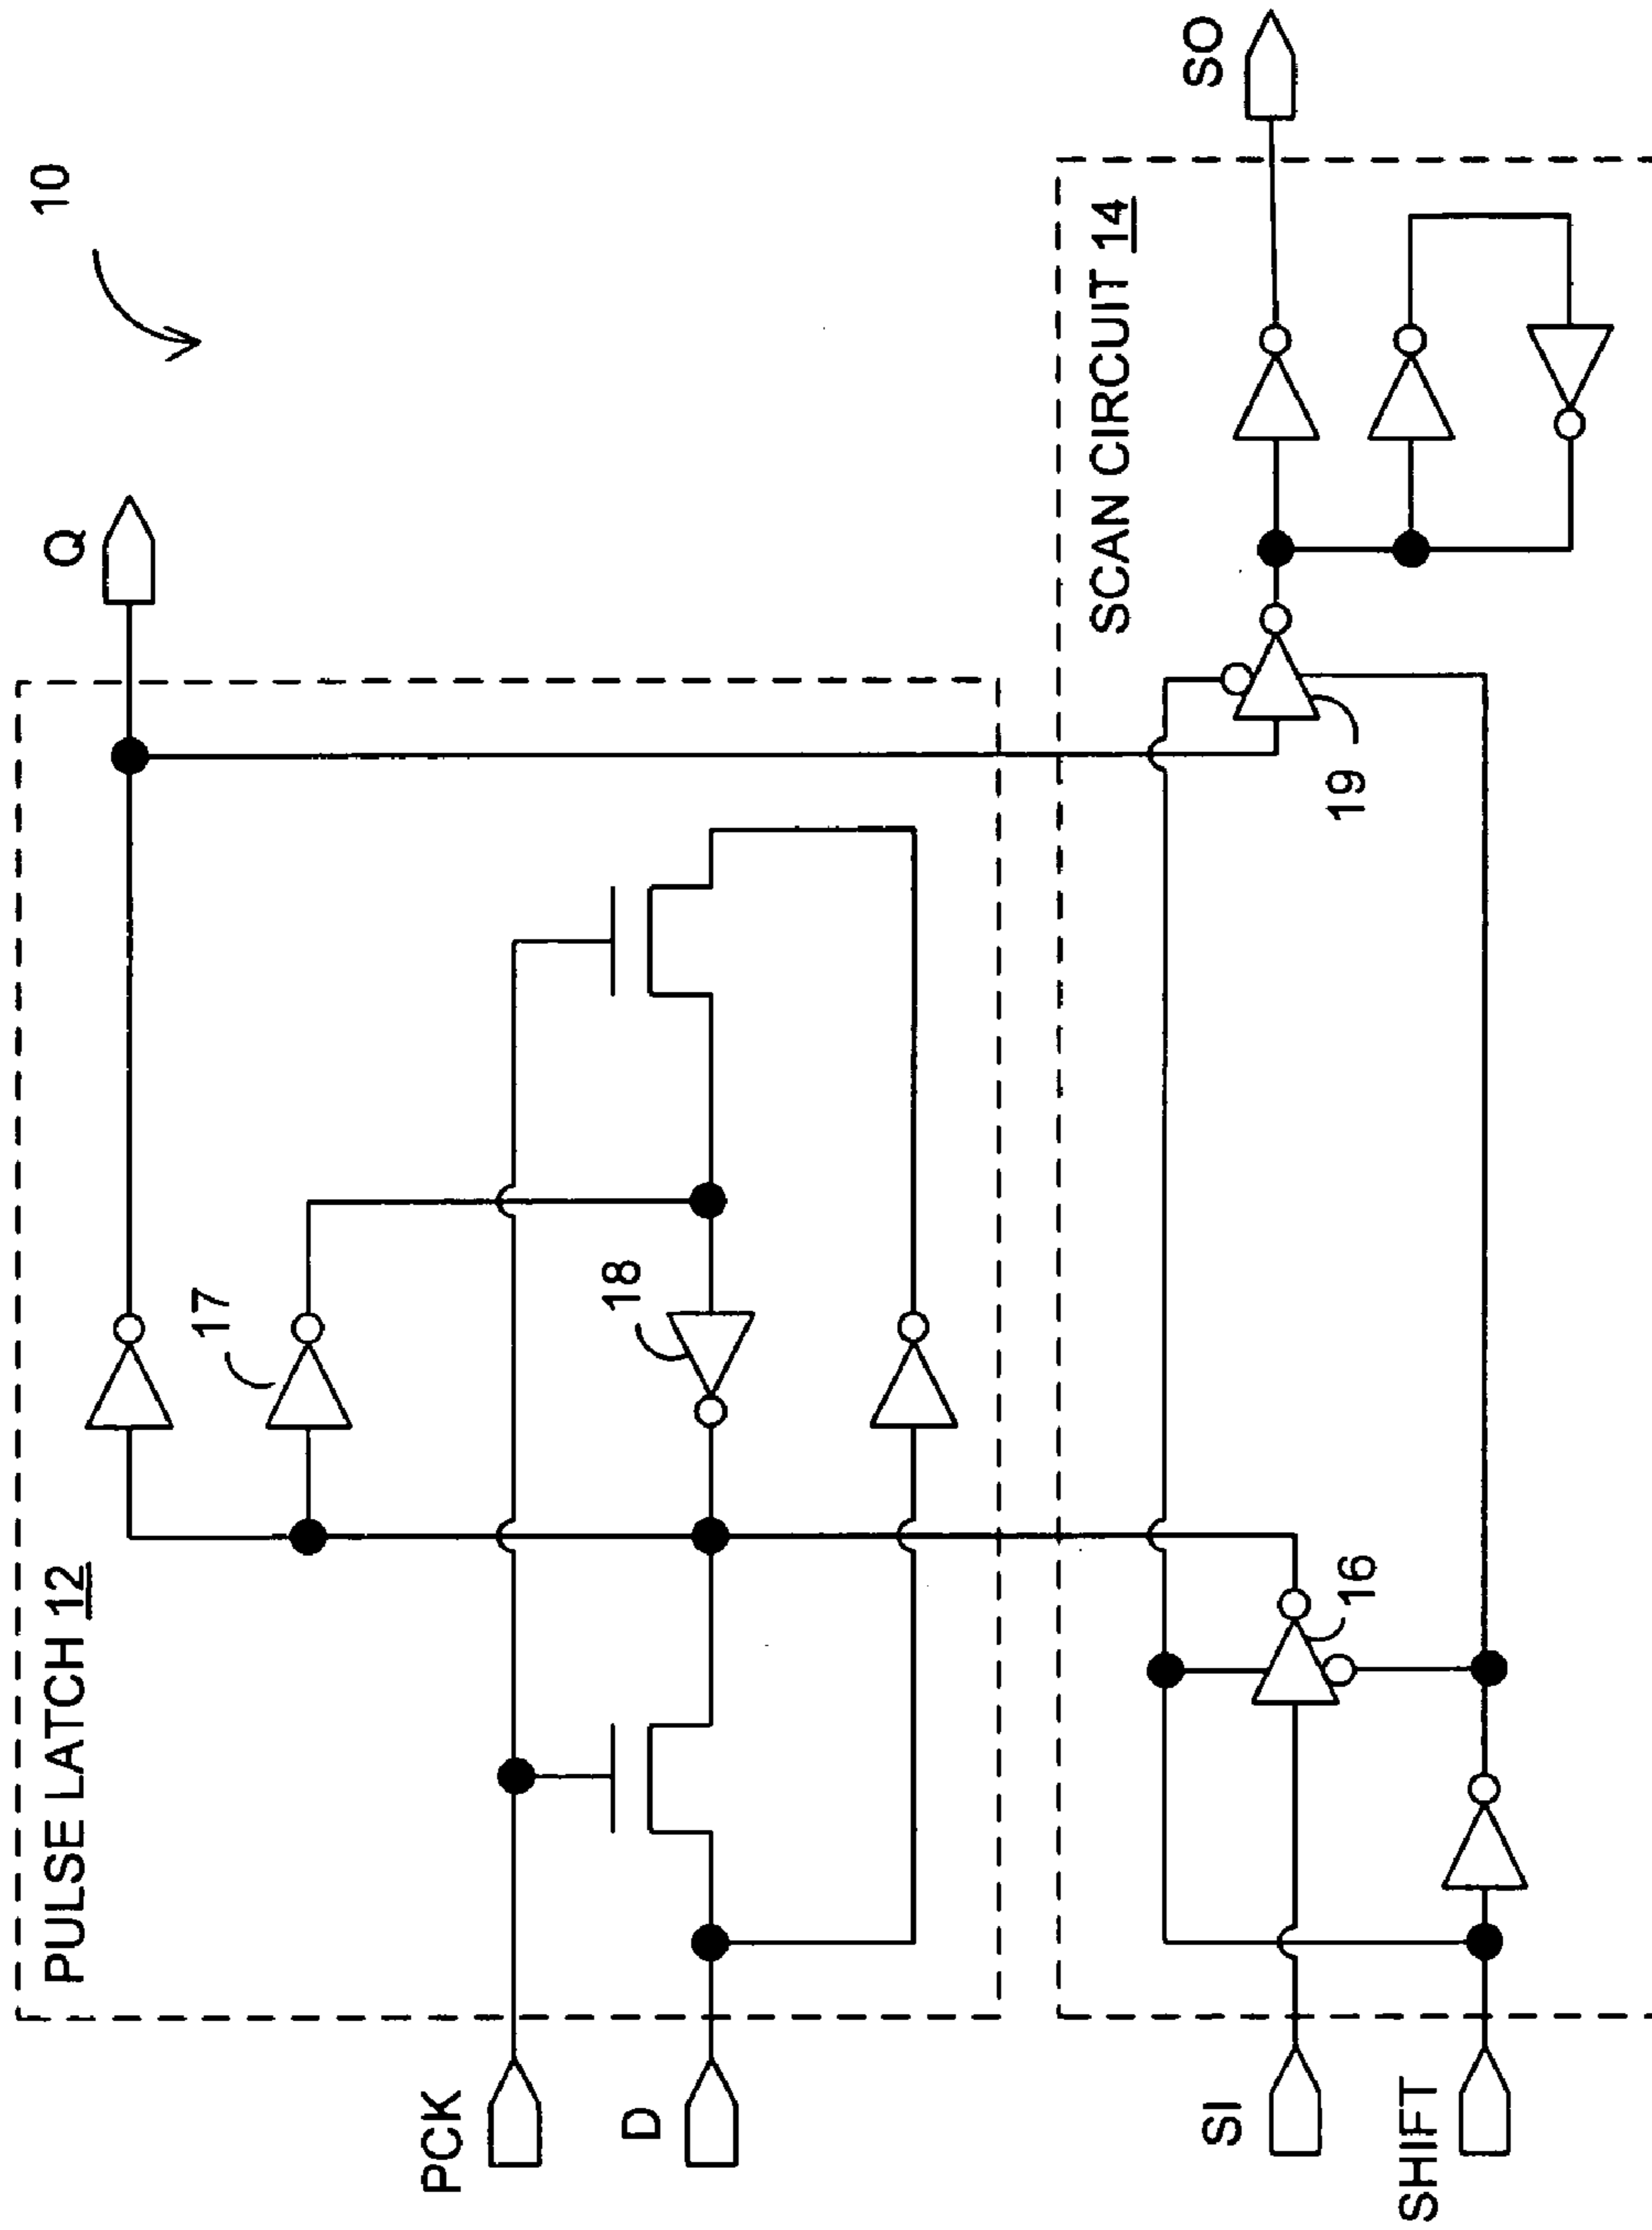 10
PULSE LATCH 12
Q
17
18
PCK
D
SCAN CIRCUIT 14
SO
19
16
SI
SHIFT